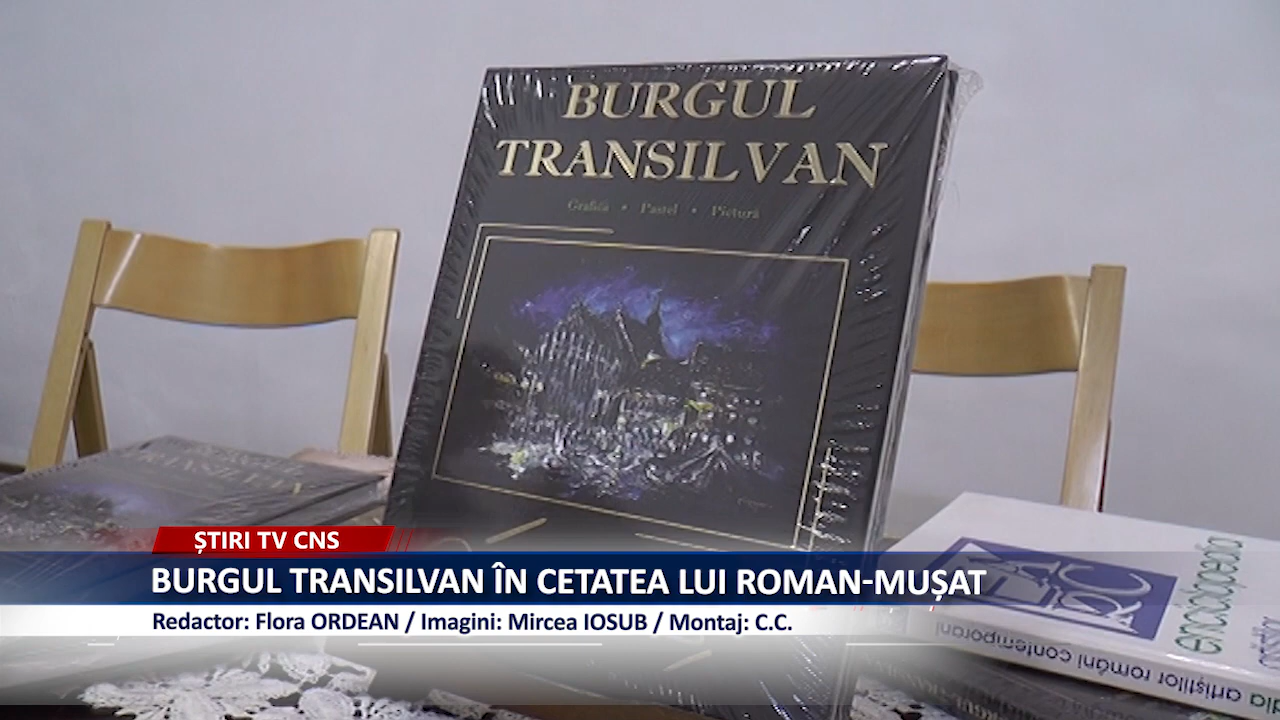 BURGUL
TRANSILVAN
Grafică • Pastel • Pictură
TRANSILVAN
ȘTIRI TV CNS
BURGUL TRANSILVAN ÎN CETATEA LUI ROMAN-MUȘAT
Redactor: Flora ORDEAN / Imagini: Mircea IOSUB / Montaj: C.C.
enciclopedia
artiștilor români contemporani